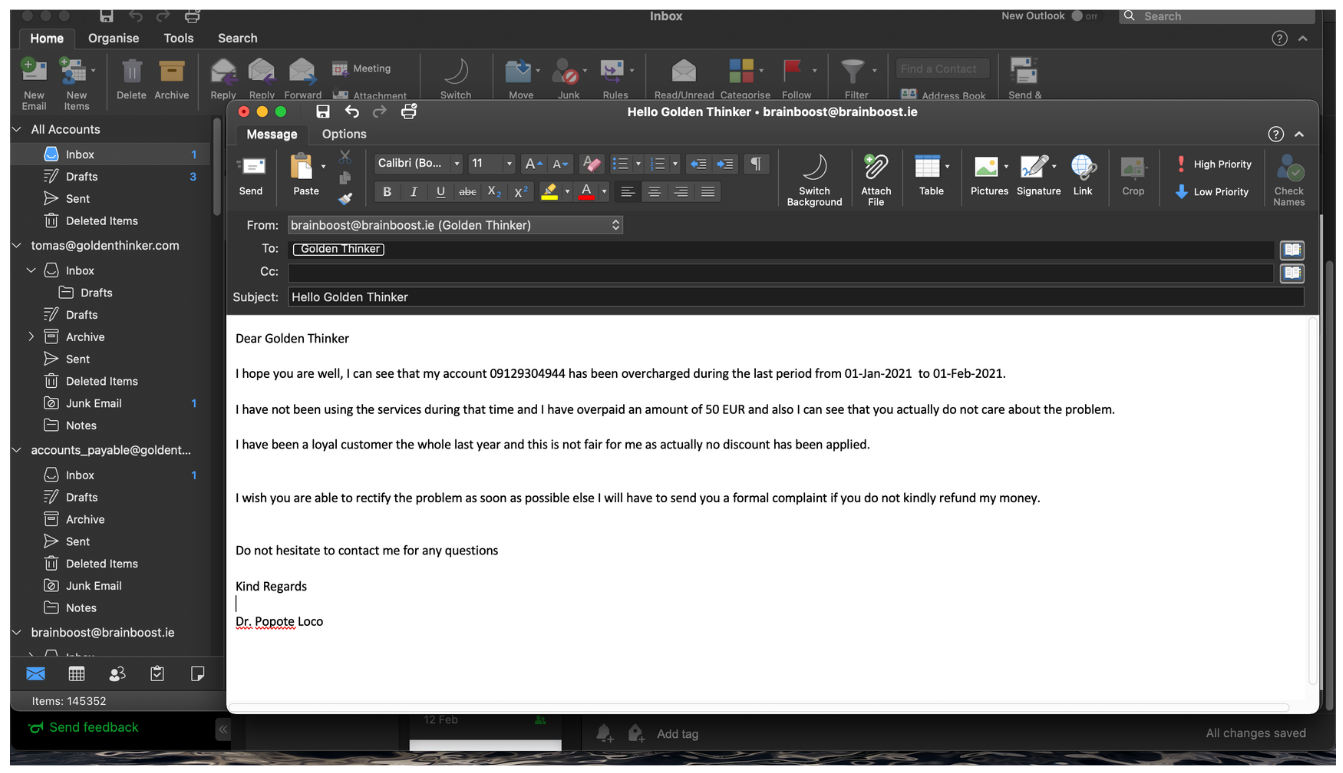 Inbox
New Outlook off
Search
Home Organise Tools Search
New Email
New Items
Delete
Archive
Reply
Reply
Forward
Meeting
Attachment
Switch
Move
Junk
Rules
Read/Unread
Categorise
Follow
Filter
Find a Contact
Address Book
Send &
All Accounts
Inbox 1
Drafts 3
Sent
Deleted Items
tomas@goldenthinker.com
Inbox
Drafts
Drafts
Archive
Sent
Deleted Items
Junk Email 1
Notes
accounts_payable@goldent...
Inbox 1
Drafts
Archive
Sent
Deleted Items
Junk Email
Notes
brainboost@brainboost.ie
Items: 145352
Send feedback
Hello Golden Thinker • brainboost@brainboost.ie
Message Options
Send
Paste
Calibri (Bo... 11
A A
B I U abc X2 X2 A
Switch Background
Attach File
Table
Pictures
Signature
Link
Crop
High Priority
Low Priority
Check Names
From: brainboost@brainboost.ie (Golden Thinker)
To: Golden Thinker
Cc:
Subject: Hello Golden Thinker
Dear Golden Thinker
I hope you are well, I can see that my account 09129304944 has been overcharged during the last period from 01-Jan-2021 to 01-Feb-2021.
I have not been using the services during that time and I have overpaid an amount of 50 EUR and also I can see that you actually do not care about the problem.
I have been a loyal customer the whole last year and this is not fair for me as actually no discount has been applied.
I wish you are able to rectify the problem as soon as possible else I will have to send you a formal complaint if you do not kindly refund my money.
Do not hesitate to contact me for any questions
Kind Regards
Dr. Popote Loco
12 Feb
Add tag
All changes saved